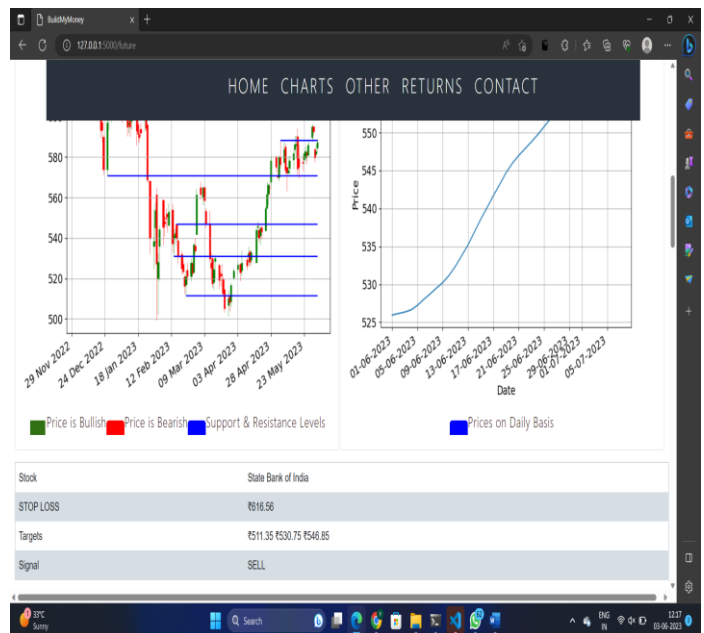 BuildMyMoney
127.0.0.1:5000/future
HOME CHARTS OTHER RETURNS CONTACT
580
560
540
520
500
29 Nov 2022
24 Dec 2022
18 Jan 2023
12 Feb 2023
09 Mar 2023
03 Apr 2023
28 Apr 2023
23 May 2023
Price is Bullish Price is Bearish Support & Resistance Levels
550
545
540
535
530
525
Price
01-06-2023
05-06-2023
09-06-2023
13-06-2023
17-06-2023
21-06-2023
25-06-2023
29-06-2023
01-07-2023
05-07-2023
Date
Prices on Daily Basis
Stock State Bank of India
STOP LOSS ₹616.56
Targets ₹511.35 ₹530.75 ₹546.85
Signal SELL
33°C
Sunny
Search
ENG
IN
12:17
03-06-2023